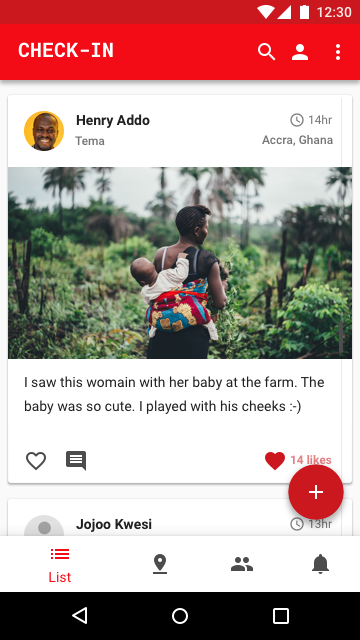 12:30
CHECK-IN
Henry Addo
14hr
Tema
Accra, Ghana
I saw this womain with her baby at the farm. The
baby was so cute. I played with his cheeks :-)
14 likes
Jojoo Kwesi
13hr
List